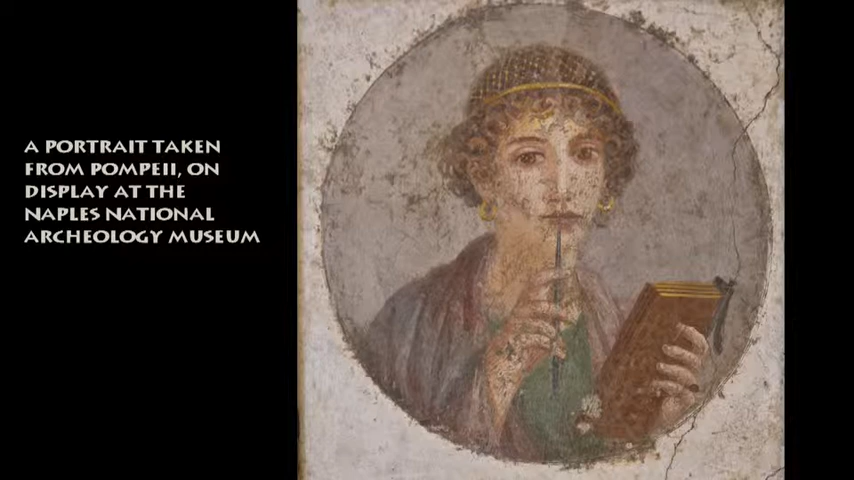 A PORTRAIT TAKEN
FROM POMPEII, ON
DISPLAY AT THE
NAPLES NATIONAL
ARCHEOLOGY MUSEUM